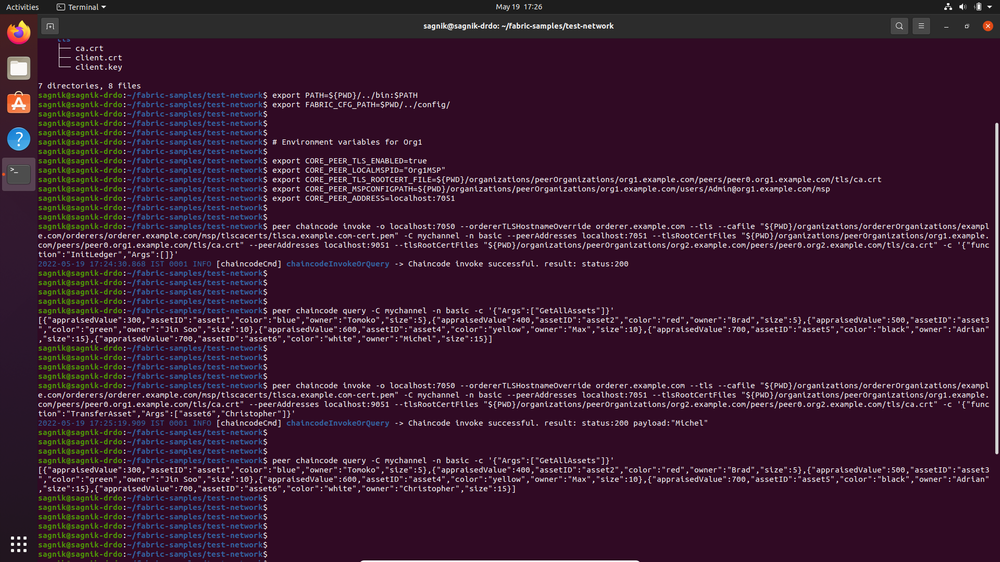 Activities
Terminal
May 19 17:26
sagnik@sagnik-drdo: ~/fabric-samples/test-network
tls
├── ca.crt
├── client.crt
└── client.key
7 directories, 8 files
sagnik@sagnik-drdo:~/fabric-samples/test-network$ export PATH=${PWD}/../bin:$PATH
sagnik@sagnik-drdo:~/fabric-samples/test-network$ export FABRIC_CFG_PATH=$PWD/../config/
sagnik@sagnik-drdo:~/fabric-samples/test-network$
sagnik@sagnik-drdo:~/fabric-samples/test-network$
sagnik@sagnik-drdo:~/fabric-samples/test-network$
sagnik@sagnik-drdo:~/fabric-samples/test-network$ # Environment variables for Org1
sagnik@sagnik-drdo:~/fabric-samples/test-network$
sagnik@sagnik-drdo:~/fabric-samples/test-network$ export CORE_PEER_TLS_ENABLED=true
sagnik@sagnik-drdo:~/fabric-samples/test-network$ export CORE_PEER_LOCALMSPID="Org1MSP"
sagnik@sagnik-drdo:~/fabric-samples/test-network$ export CORE_PEER_TLS_ROOTCERT_FILE=${PWD}/organizations/peerOrganizations/org1.example.com/peers/peer0.org1.example.com/tls/ca.crt
sagnik@sagnik-drdo:~/fabric-samples/test-network$ export CORE_PEER_MSPCONFIGPATH=${PWD}/organizations/peerOrganizations/org1.example.com/users/Admin@org1.example.com/msp
sagnik@sagnik-drdo:~/fabric-samples/test-network$ export CORE_PEER_ADDRESS=localhost:7051
sagnik@sagnik-drdo:~/fabric-samples/test-network$
sagnik@sagnik-drdo:~/fabric-samples/test-network$
sagnik@sagnik-drdo:~/fabric-samples/test-network$ peer chaincode invoke -o localhost:7050 --ordererTLSHostnameOverride orderer.example.com --tls --cafile "${PWD}/organizations/ordererOrganizations/exampl
e.com/orderers/orderer.example.com/msp/tlscacerts/tlsca.example.com-cert.pem" -C mychannel -n basic --peerAddresses localhost:7051 --tlsRootCertFiles "${PWD}/organizations/peerOrganizations/org1.example.
com/peers/peer0.org1.example.com/tls/ca.crt" --peerAddresses localhost:9051 --tlsRootCertFiles "${PWD}/organizations/peerOrganizations/org2.example.com/peers/peer0.org2.example.com/tls/ca.crt" -c '{"func
tion":"InitLedger","Args":[]}'
2022-05-19 17:24:30.868 IST 0001 INFO [chaincodeCmd] chaincodeInvokeOrQuery -> Chaincode invoke successful. result: status:200
sagnik@sagnik-drdo:~/fabric-samples/test-network$
sagnik@sagnik-drdo:~/fabric-samples/test-network$
sagnik@sagnik-drdo:~/fabric-samples/test-network$
sagnik@sagnik-drdo:~/fabric-samples/test-network$
sagnik@sagnik-drdo:~/fabric-samples/test-network$ peer chaincode query -C mychannel -n basic -c '{"Args":["GetAllAssets"]}'
[{"appraisedValue":300,"assetID":"asset1","color":"blue","owner":"Tomoko","size":5},{"appraisedValue":400,"assetID":"asset2","color":"red","owner":"Brad","size":5},{"appraisedValue":500,"assetID":"asset3
","color":"green","owner":"Jin Soo","size":10},{"appraisedValue":600,"assetID":"asset4","color":"yellow","owner":"Max","size":10},{"appraisedValue":700,"assetID":"asset5","color":"black","owner":"Adrian"
,"size":15},{"appraisedValue":700,"assetID":"asset6","color":"white","owner":"Michel","size":15}]
sagnik@sagnik-drdo:~/fabric-samples/test-network$
sagnik@sagnik-drdo:~/fabric-samples/test-network$
sagnik@sagnik-drdo:~/fabric-samples/test-network$
sagnik@sagnik-drdo:~/fabric-samples/test-network$
sagnik@sagnik-drdo:~/fabric-samples/test-network$ peer chaincode invoke -o localhost:7050 --ordererTLSHostnameOverride orderer.example.com --tls --cafile "${PWD}/organizations/ordererOrganizations/exampl
e.com/orderers/orderer.example.com/msp/tlscacerts/tlsca.example.com-cert.pem" -C mychannel -n basic --peerAddresses localhost:7051 --tlsRootCertFiles "${PWD}/organizations/peerOrganizations/org1.example.
com/peers/peer0.org1.example.com/tls/ca.crt" --peerAddresses localhost:9051 --tlsRootCertFiles "${PWD}/organizations/peerOrganizations/org2.example.com/peers/peer0.org2.example.com/tls/ca.crt" -c '{"func
tion":"TransferAsset","Args":["asset6","Christopher"]}'
2022-05-19 17:25:19.909 IST 0001 INFO [chaincodeCmd] chaincodeInvokeOrQuery -> Chaincode invoke successful. result: status:200 payload:"Michel"
sagnik@sagnik-drdo:~/fabric-samples/test-network$
sagnik@sagnik-drdo:~/fabric-samples/test-network$
sagnik@sagnik-drdo:~/fabric-samples/test-network$
sagnik@sagnik-drdo:~/fabric-samples/test-network$ peer chaincode query -C mychannel -n basic -c '{"Args":["GetAllAssets"]}'
[{"appraisedValue":300,"assetID":"asset1","color":"blue","owner":"Tomoko","size":5},{"appraisedValue":400,"assetID":"asset2","color":"red","owner":"Brad","size":5},{"appraisedValue":500,"assetID":"asset3
","color":"green","owner":"Jin Soo","size":10},{"appraisedValue":600,"assetID":"asset4","color":"yellow","owner":"Max","size":10},{"appraisedValue":700,"assetID":"asset5","color":"black","owner":"Adrian"
,"size":15},{"appraisedValue":700,"assetID":"asset6","color":"white","owner":"Christopher","size":15}]
sagnik@sagnik-drdo:~/fabric-samples/test-network$
sagnik@sagnik-drdo:~/fabric-samples/test-network$
sagnik@sagnik-drdo:~/fabric-samples/test-network$
sagnik@sagnik-drdo:~/fabric-samples/test-network$
sagnik@sagnik-drdo:~/fabric-samples/test-network$
sagnik@sagnik-drdo:~/fabric-samples/test-network$
sagnik@sagnik-drdo:~/fabric-samples/test-network$